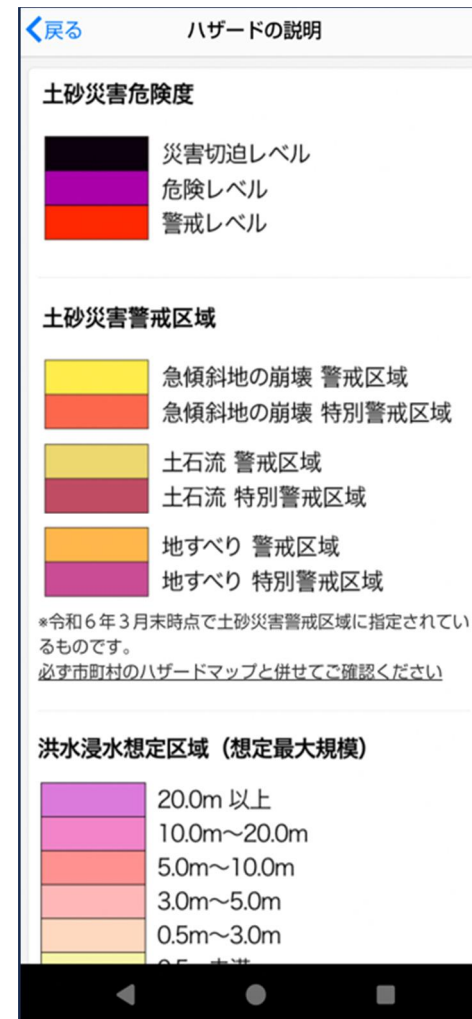 戻る
ハザードの説明
土砂災害危険度
災害切迫レベル
危険レベル
警戒レベル
土砂災害警戒区域
急傾斜地の崩壊 警戒区域
急傾斜地の崩壊 特別警戒区域
土石流 警戒区域
土石流 特別警戒区域
地すべり 警戒区域
地すべり 特別警戒区域
※令和6年3月末時点で土砂災害警戒区域に指定されてい
るものです。
必ず市町村のハザードマップと併せてご確認ください
洪水浸水想定区域（想定最大規模）
20.0m 以上
10.0m～20.0m
5.0m～10.0m
3.0m～5.0m
0.5m～3.0m